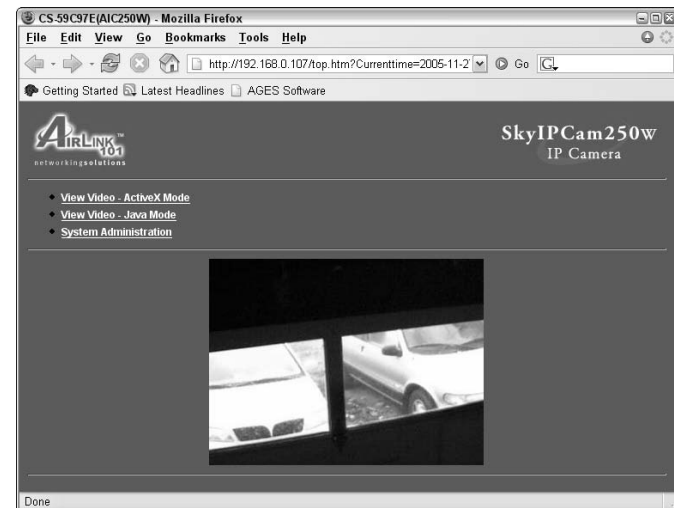 CS-59C97E(AIC250W) - Mozilla Firefox
File Edit View Go Bookmarks Tools Help
http://192.168.0.107/top.htm?Currenttime=2005-11-2 Go G
Getting Started Latest Headlines AGES Software
AIRLINK 101™
networkingsolutions
SkyIPCam250W
IP Camera
View Video - ActiveX Mode
View Video - Java Mode
System Administration
Done